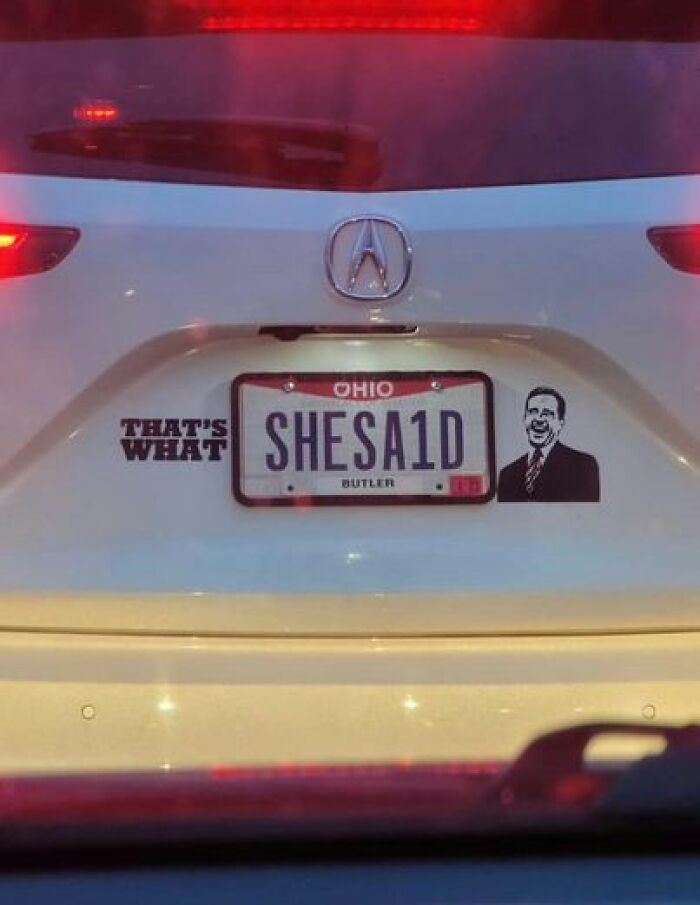 OHIO
THAT'S
WHAT
SHESA1D
BUTLER